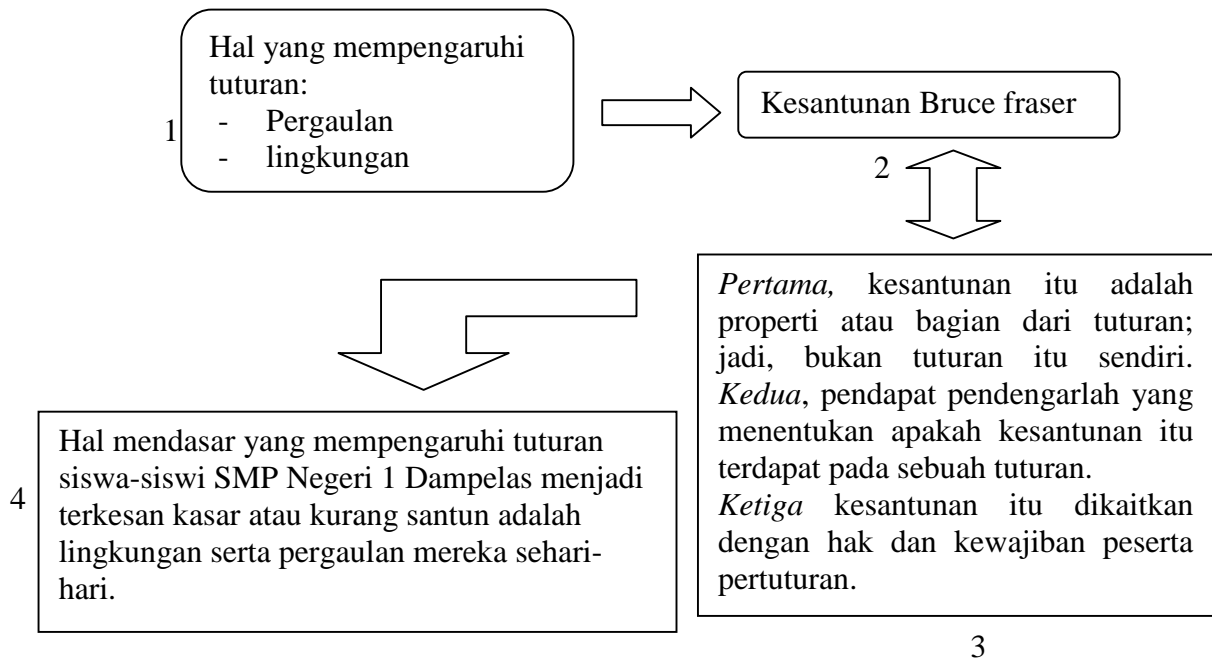 Hal yang mempengaruhi
tuturan:
- Pergaulan
- lingkungan
1
Kesantunan Bruce fraser
2
Pertama, kesantunan itu adalah
properti atau bagian dari tuturan;
jadi, bukan tuturan itu sendiri.
Kedua, pendapat pendengarlah yang
menentukan apakah kesantunan itu
terdapat pada sebuah tuturan.
Ketiga kesantunan itu dikaitkan
dengan hak dan kewajiban peserta
pertuturan.
3
Hal mendasar yang mempengaruhi tuturan
siswa-siswi SMP Negeri 1 Dampelas menjadi
terkesan kasar atau kurang santun adalah
lingkungan serta pergaulan mereka sehari-
hari.
4